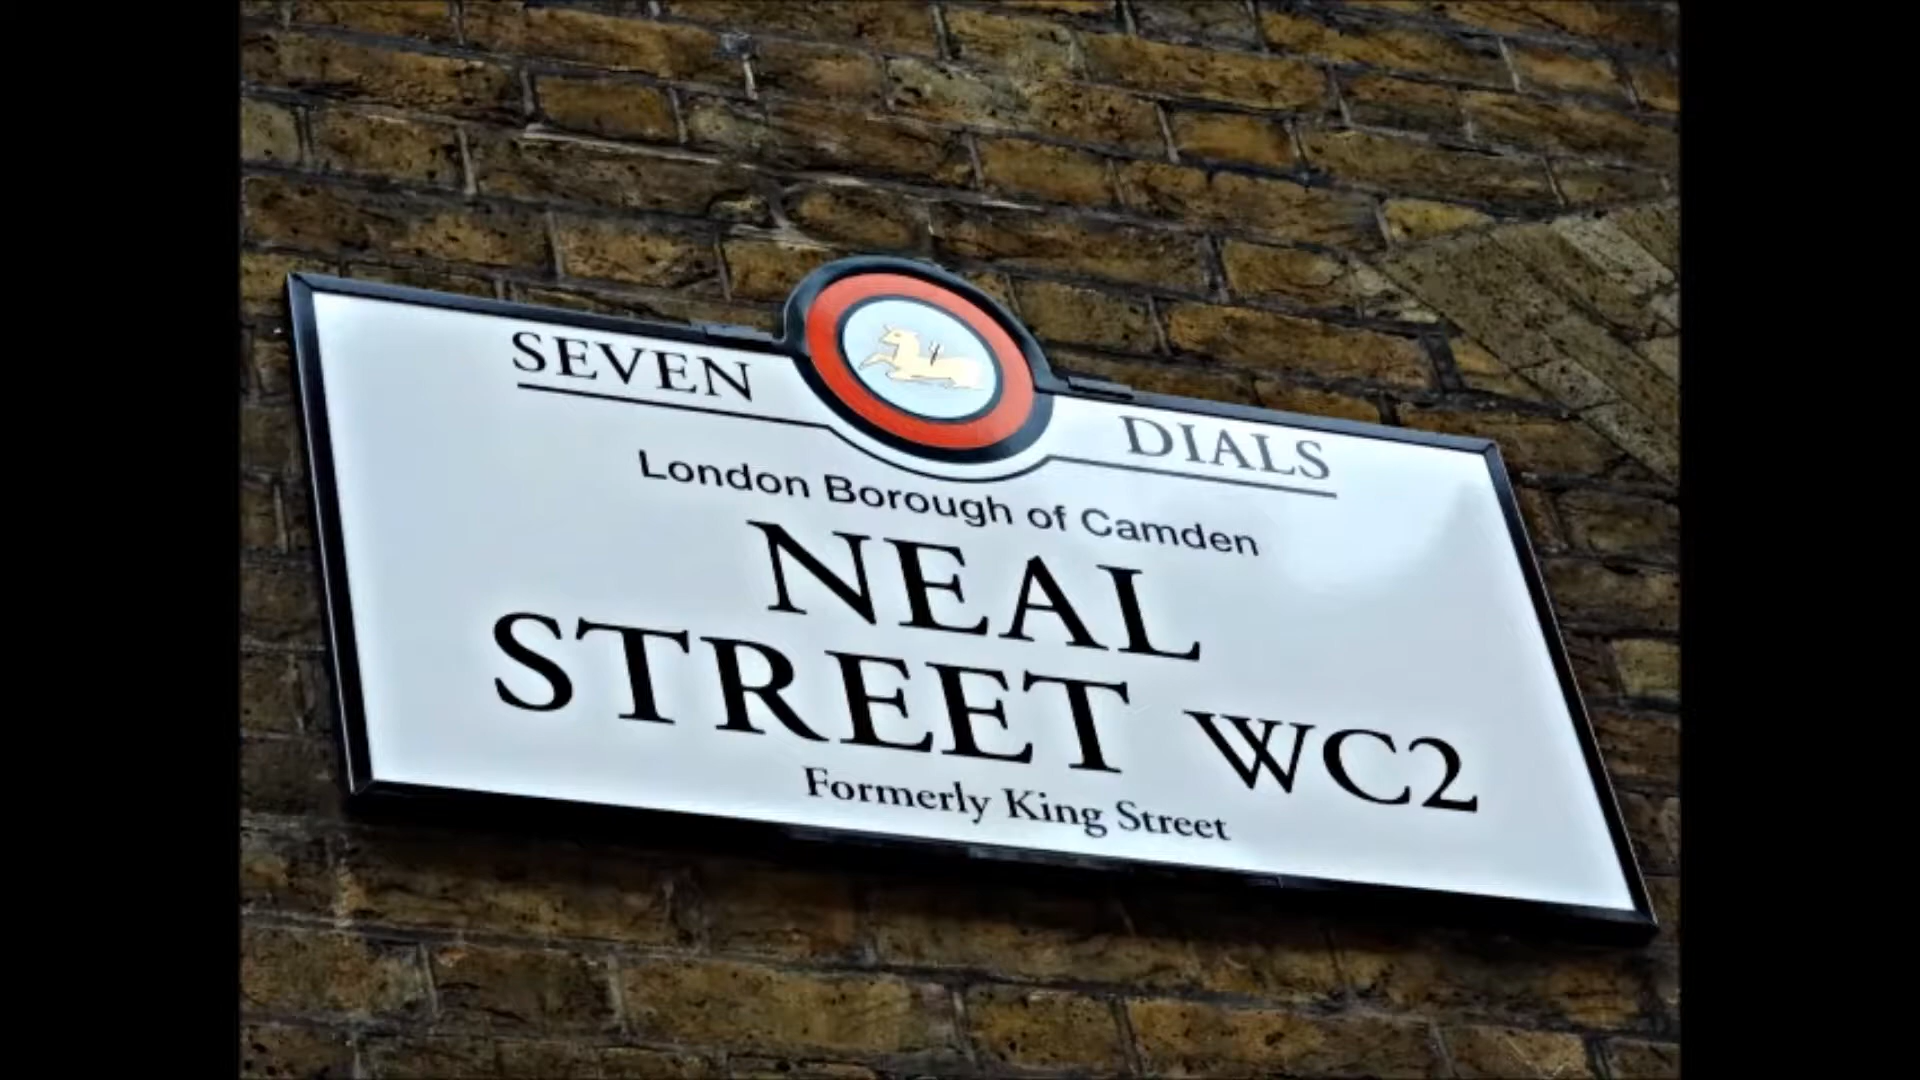 SEVEN DIALS
London Borough of Camden
NEAL
STREET WC2
Formerly King Street